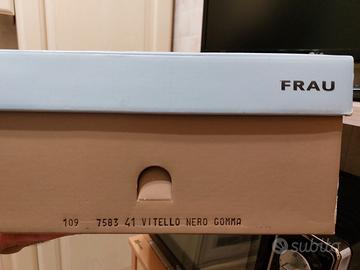 FRAU
109 7583 41 VITELLO NERO GOMMA
subito